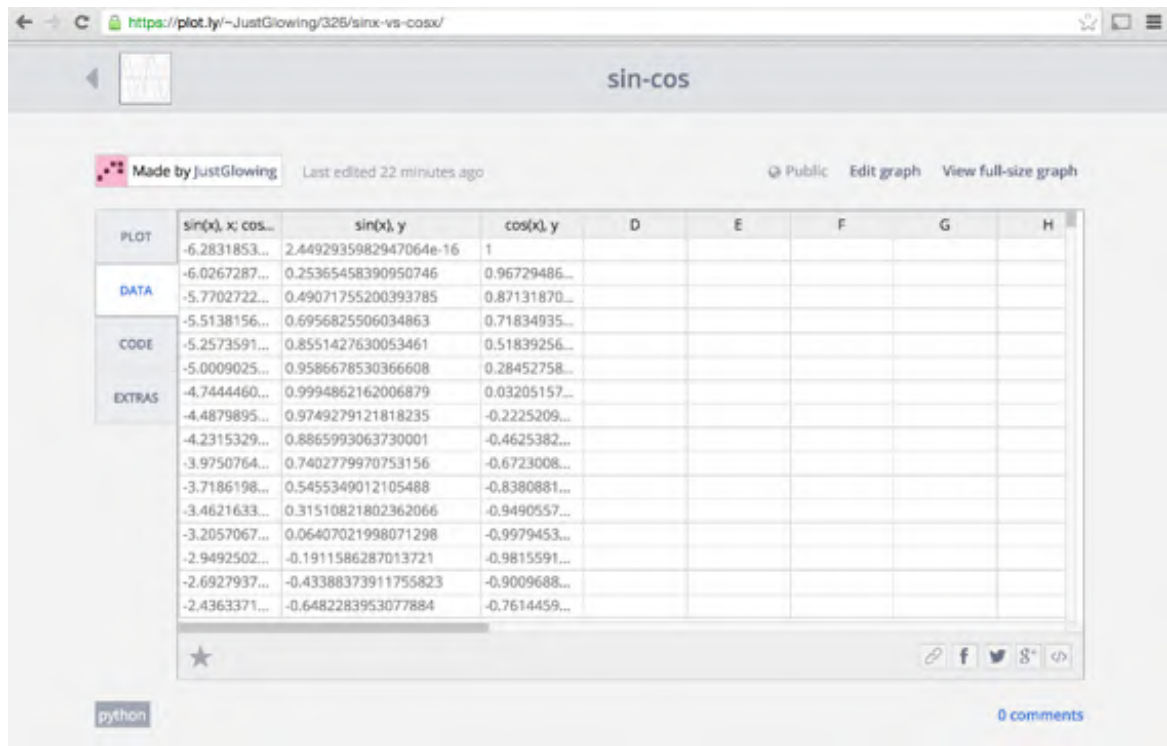 https://plot.ly/~JustGlowing/326/sinx-vs-cosx/
sin-cos
Made by JustGlowing Last edited 22 minutes ago Public Edit graph View full-size graph
PLOT
DATA
CODE
EXTRAS
sin(x), x; cos... sin(x), y cos(x), y D E F G H
-6.2831853... 2.4492935982947064e-16 1
-6.0267287... 0.25365458390950746 0.96729486...
-5.7702722... 0.49071755200393785 0.87131870...
-5.5138156... 0.6956825506034863 0.71834935...
-5.2573591... 0.8551427630053461 0.51839256...
-5.0009025... 0.9586678530366608 0.28452758...
-4.7444460... 0.9994862162006879 0.03205157...
-4.4879895... 0.9749279121818235 -0.2225209...
-4.2315329... 0.8865993063730001 -0.4625382...
-3.9750764... 0.7402779970753156 -0.6723008...
-3.7186198... 0.5455349012105488 -0.8380881...
-3.4621633... 0.31510821802362066 -0.9490557...
-3.2057067... 0.06407021998071298 -0.9979453...
-2.9492502... -0.1911586287013721 -0.9815591...
-2.6927937... -0.43388373911755823 -0.9009688...
-2.4363371... -0.6482283953077884 -0.7614459...
python 0 comments